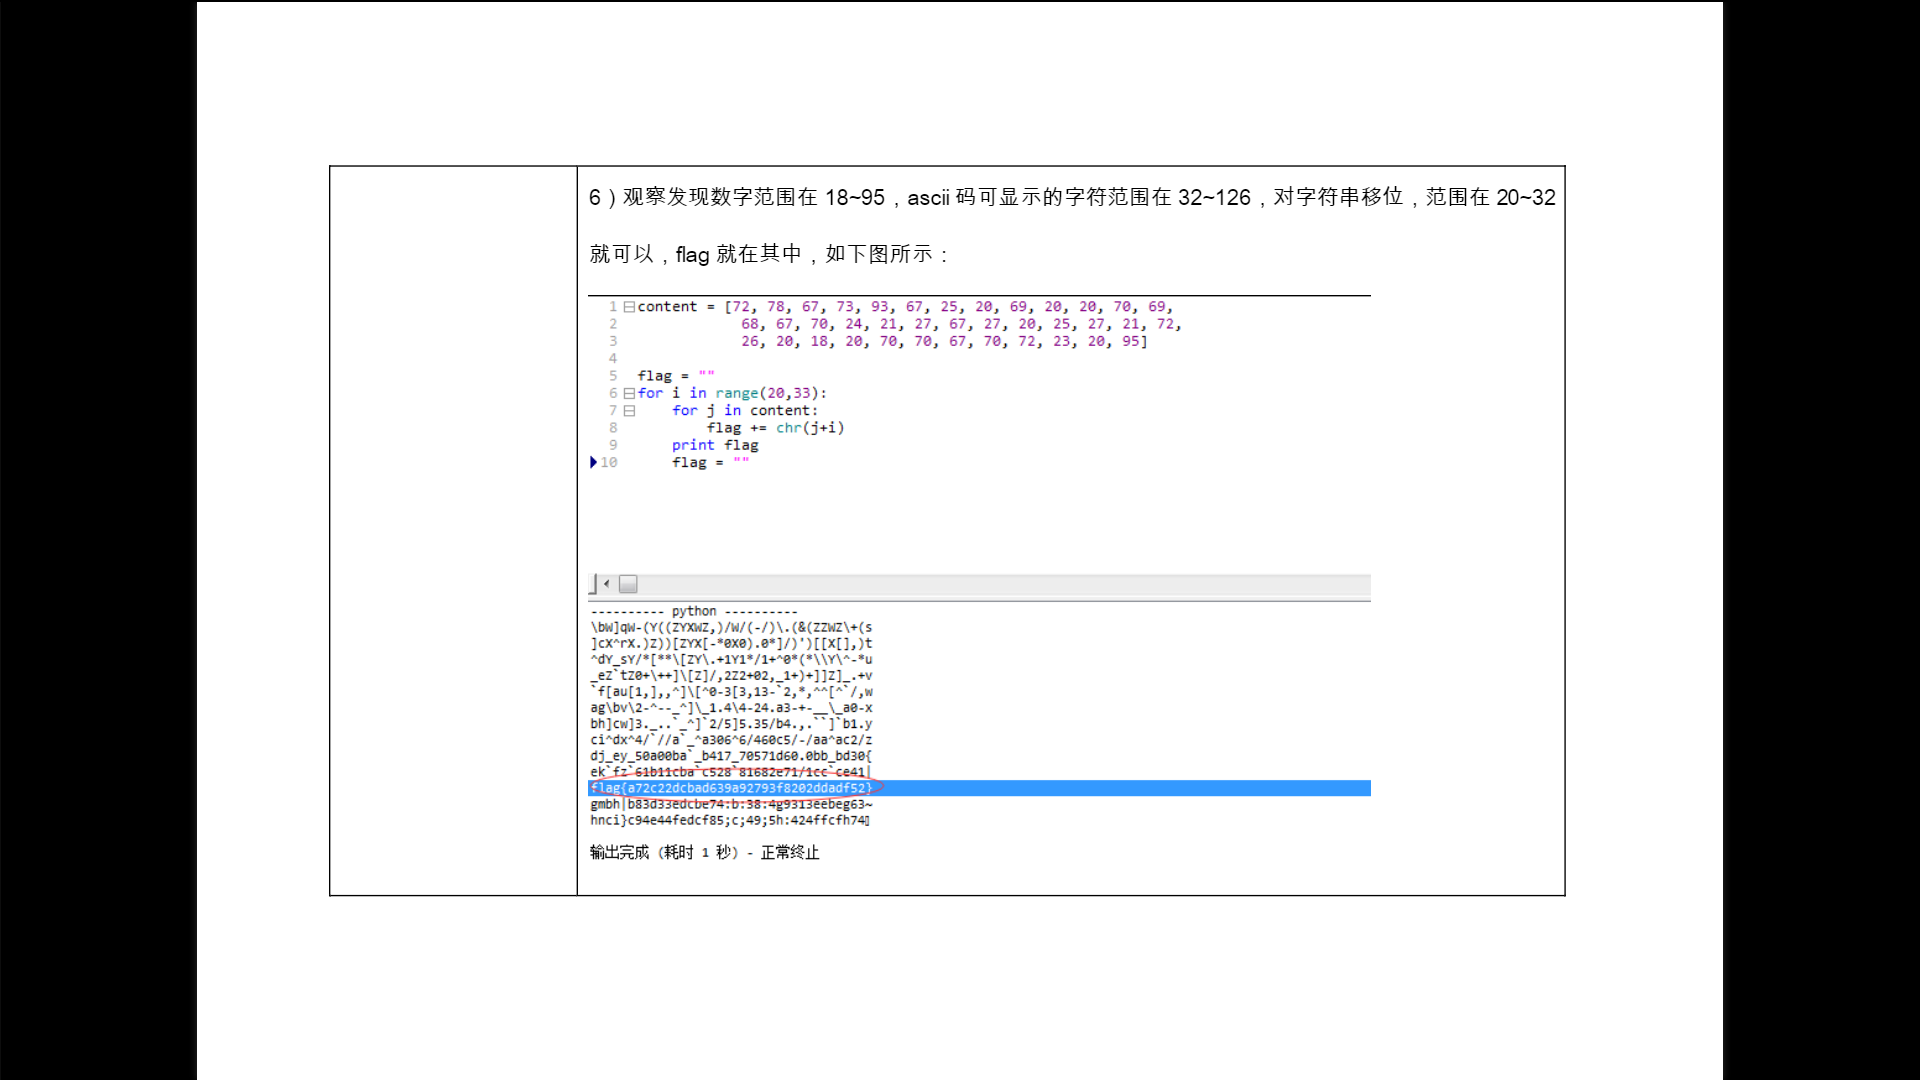 6）观察发现数字范围在 18~95，ascii 码可显示的字符范围在 32~126，对字符串移位，范围在 20~32
就可以，flag 就在其中，如下图所示：
1 content = [72, 78, 67, 73, 93, 67, 25, 20, 69, 20, 20, 70, 69,
2 68, 67, 70, 24, 21, 27, 67, 27, 20, 25, 27, 21, 72,
3 26, 20, 18, 20, 70, 70, 67, 70, 72, 23, 20, 95]
4
5 flag = ""
6 for i in range(20,33):
7 for j in content:
8 flag += chr(j+i)
9 print flag
10 flag = ""
---------- python ----------
\bW]qW-(Y((ZYXWZ,)/W/(-/)\.(&(ZZWZ\+(s
]cX^rX.)Z))[ZYX[-*0X0).0*]/)')[[X[],)t
^dY_sY/*[**\[ZY\.+1Y1*/1+^0*(*\\Y\^-*u
_eZ`tZ0+\++]\[Z]/,2Z2+02,_1+)+]]Z]_.+v
`f[au[1,],,^]\[^0-3[3,13-`2,*,^^[^`/,w
ag\bv\2-^--_^]\_1.4\4-24.a3-+-__\_a0-x
bh]cw]3._..`_^]`2/5]5.35/b4.,.``]`b1.y
ci^dx^4/`//a`_^a306^6/460c5/-/aa^ac2/z
dj_ey_50a00ba`_b417_70571d60.0bb_bd30{
ek`fz`61b11cba`c528`81682e71/1cc`ce41|
flag{a72c22dcbad639a92793f8202ddadf52}
gmbh|b83d33edcbe74:b:38:4g9313eebeg63~
hnci}c94e44fedcf85;c;49;5h:424ffcfh74
输出完成 (耗时 1 秒) - 正常终止